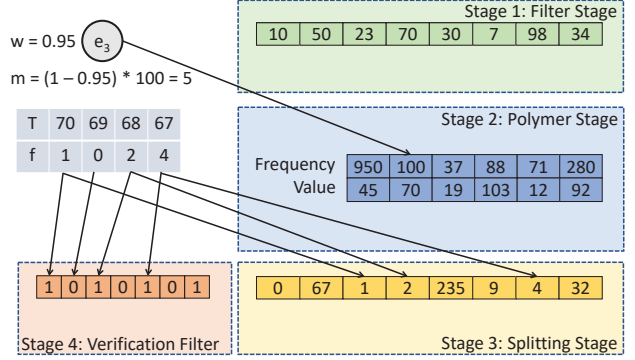 Stage 1: Filter Stage
10 50 23 70 30 7 98 34
w = 0.95 e3
m = (1 – 0.95) * 100 = 5
Stage 2: Polymer Stage
T 70 69 68 67
f 1 0 2 4
Frequency 950 100 37 88 71 280
Value 45 70 19 103 12 92
1 0 1 0 1 0 1
Stage 4: Verification Filter
0 67 1 2 235 9 4 32
Stage 3: Splitting Stage